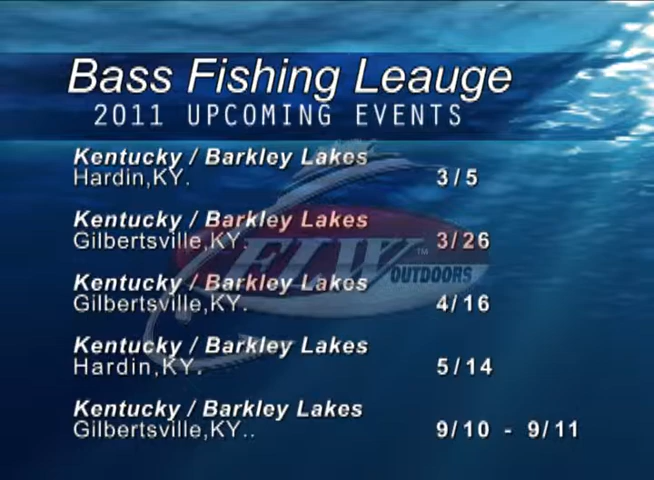 Bass Fishing Leauge
2011 UPCOMING EVENTS
Kentucky / Barkley Lakes
Hardin,KY. 3/5
Kentucky / Barkley Lakes
Gilbertsville,KY. 3/26
FLW OUTDOORS™
Kentucky / Barkley Lakes
Gilbertsville,KY. 4/16
Kentucky / Barkley Lakes
Hardin,KY. 5/14
Kentucky / Barkley Lakes
Gilbertsville,KY.. 9/10 - 9/11